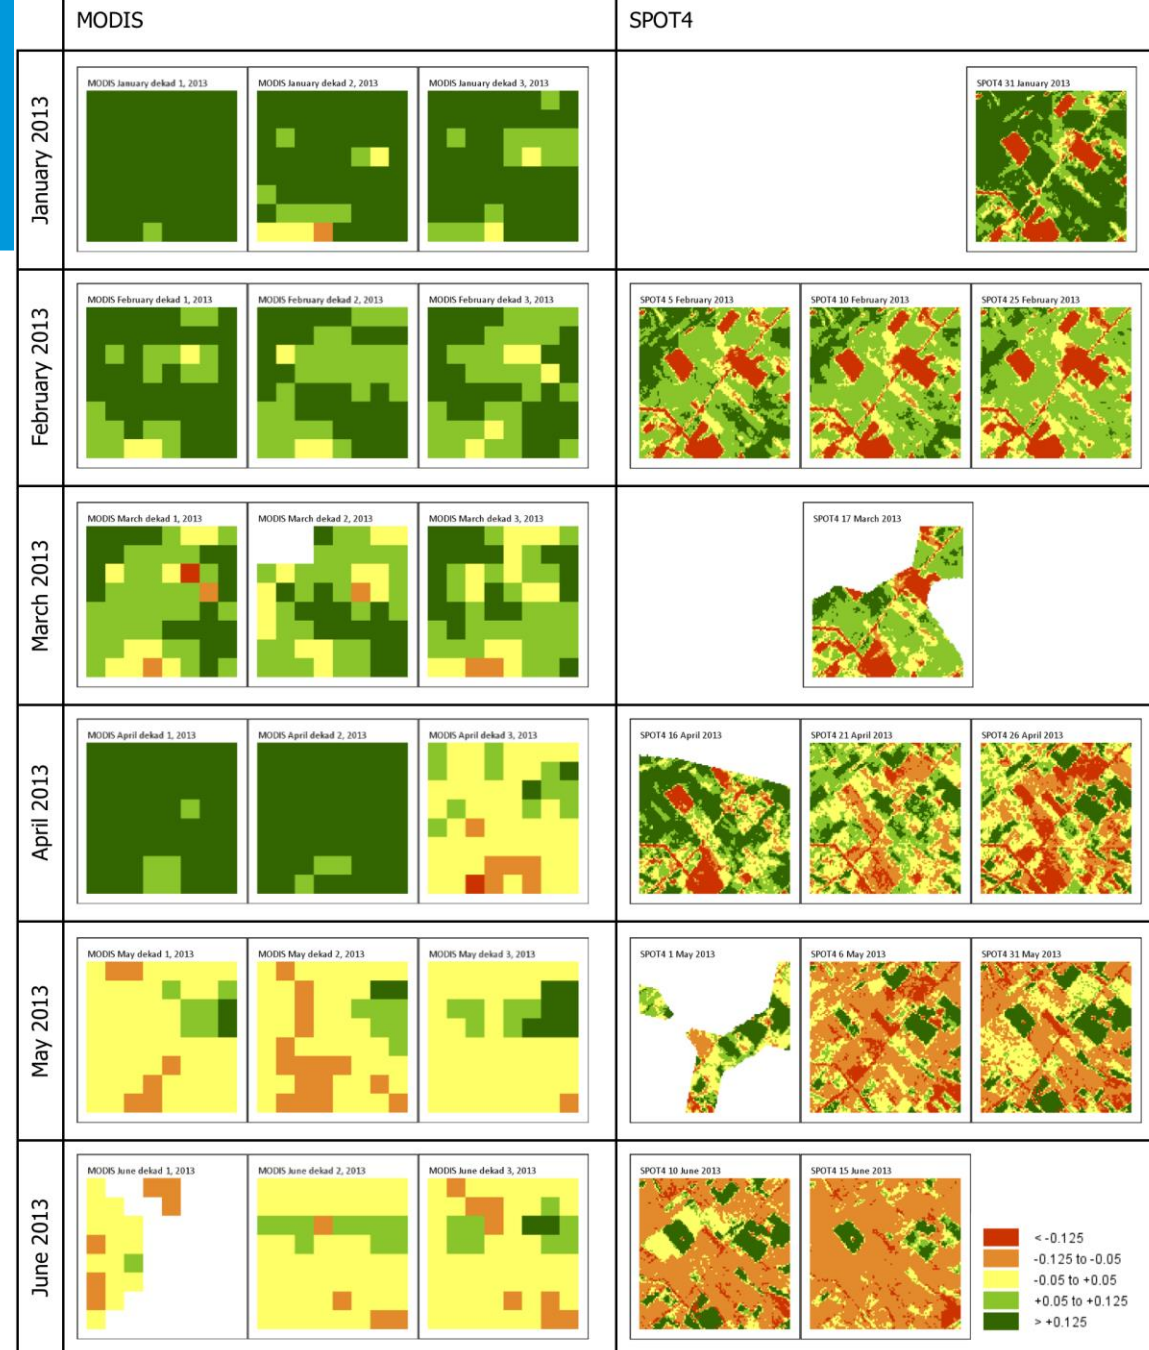 MODIS
SPOT4
January 2013
MODIS January dekad 1, 2013
MODIS January dekad 2, 2013
MODIS January dekad 3, 2013
SPOT4 31 January 2013
February 2013
MODIS February dekad 1, 2013
MODIS February dekad 2, 2013
MODIS February dekad 3, 2013
SPOT4 5 February 2013
SPOT4 10 February 2013
SPOT4 25 February 2013
March 2013
MODIS March dekad 1, 2013
MODIS March dekad 2, 2013
MODIS March dekad 3, 2013
SPOT4 17 March 2013
April 2013
MODIS April dekad 1, 2013
MODIS April dekad 2, 2013
MODIS April dekad 3, 2013
SPOT4 16 April 2013
SPOT4 21 April 2013
SPOT4 26 April 2013
May 2013
MODIS May dekad 1, 2013
MODIS May dekad 2, 2013
MODIS May dekad 3, 2013
SPOT4 1 May 2013
SPOT4 6 May 2013
SPOT4 31 May 2013
June 2013
MODIS June dekad 1, 2013
MODIS June dekad 2, 2013
MODIS June dekad 3, 2013
SPOT4 10 June 2013
SPOT4 15 June 2013
< -0.125
-0.125 to -0.05
-0.05 to +0.05
+0.05 to +0.125
> +0.125